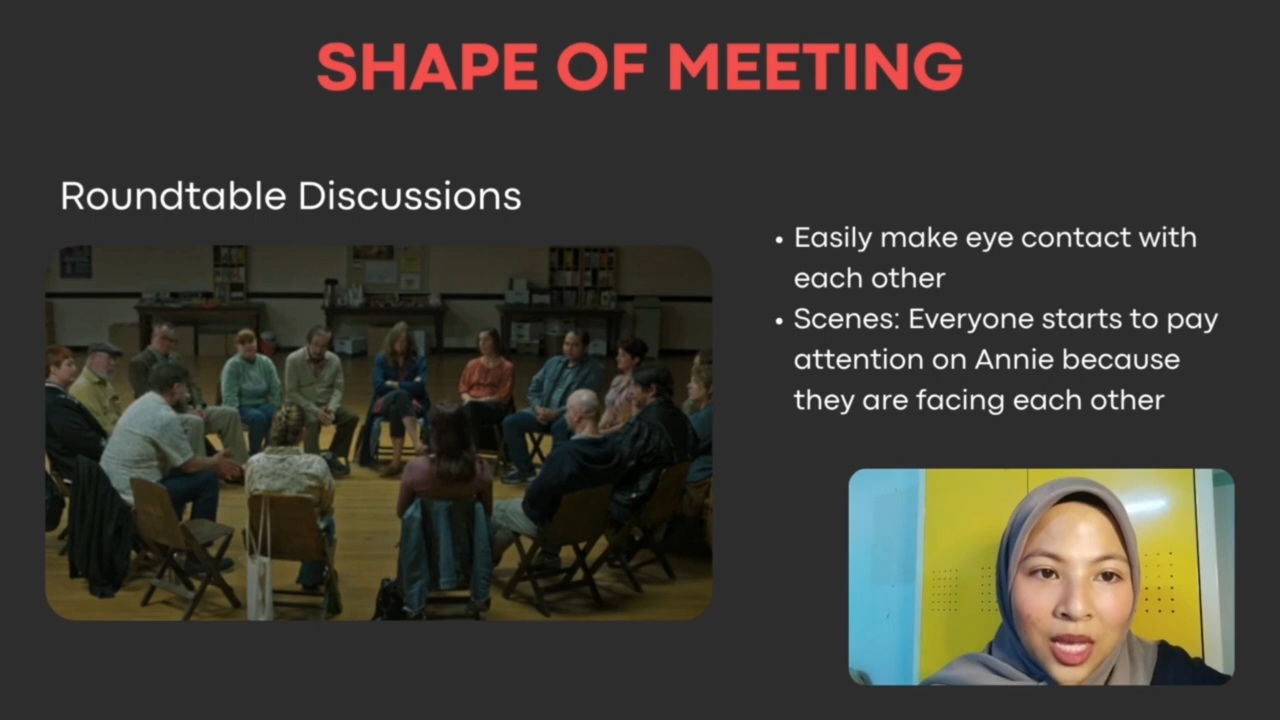 SHAPE OF MEETING
Roundtable Discussions
• Easily make eye contact with
each other
• Scenes: Everyone starts to pay
attention on Annie because
they are facing each other